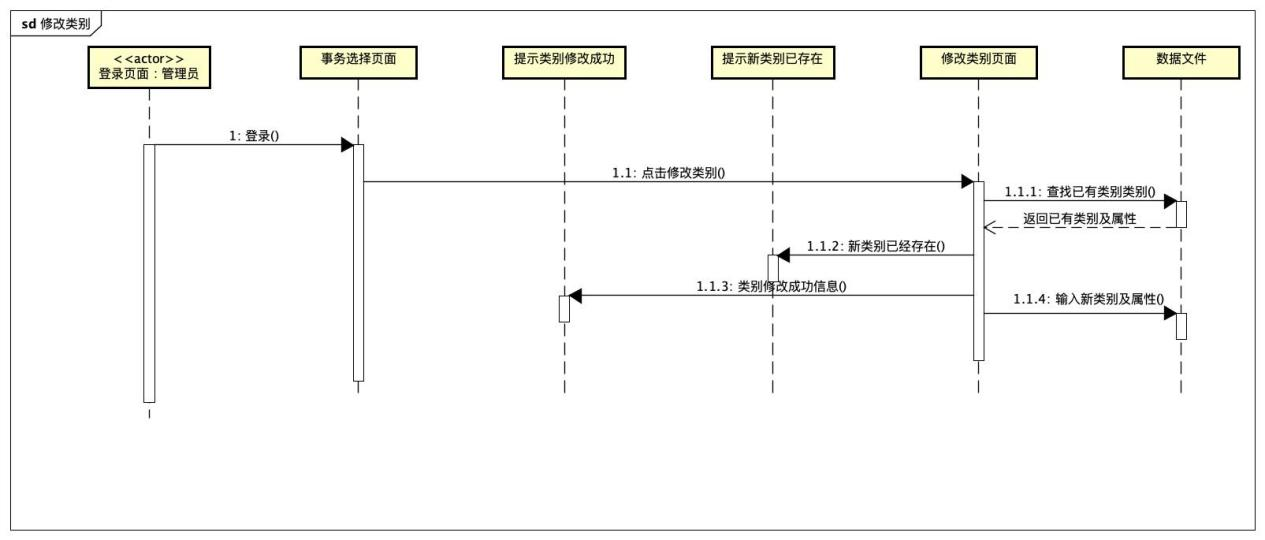 sd 修改类别
<<actor>>
登录页面 : 管理员
事务选择页面
提示类别修改成功
提示新类别已存在
修改类别页面
数据文件
1: 登录()
1.1: 点击修改类别()
1.1.1: 查找已有类别类别()
返回已有类别及属性
1.1.2: 新类别已经存在()
1.1.3: 类别修改成功信息()
1.1.4: 输入新类别及属性()